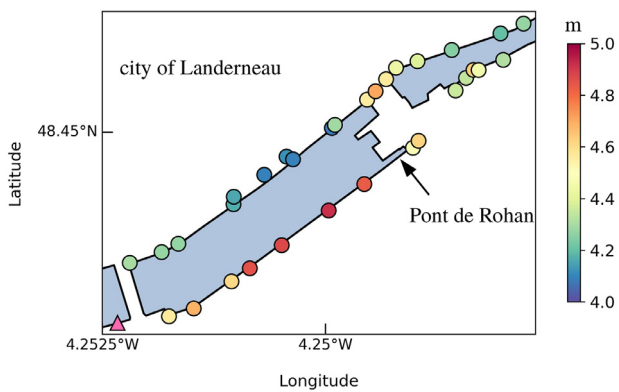 m
5.0
city of Landerneau
4.8
4.6
48.45°N
Latitude
4.4
Pont de Rohan
4.2
4.0
4.2525°W
4.25°W
Longitude